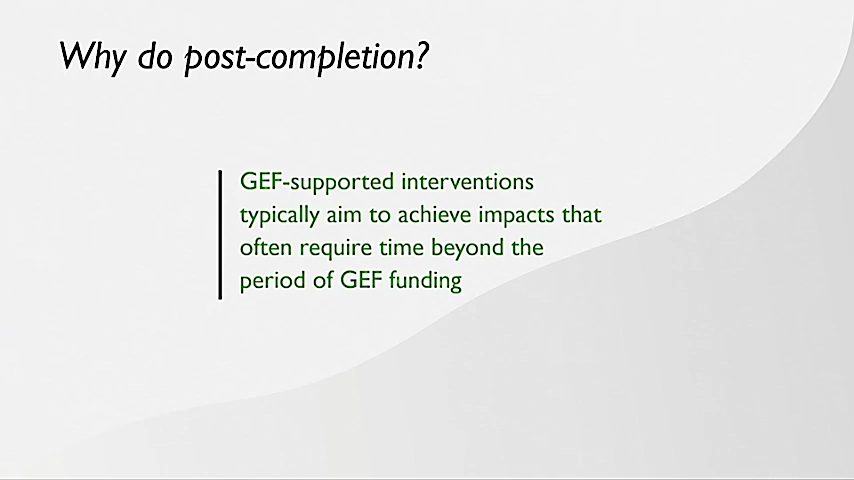 Why do post-completion?
GEF-supported interventions
typically aim to achieve impacts that
often require time beyond the
period of GEF funding